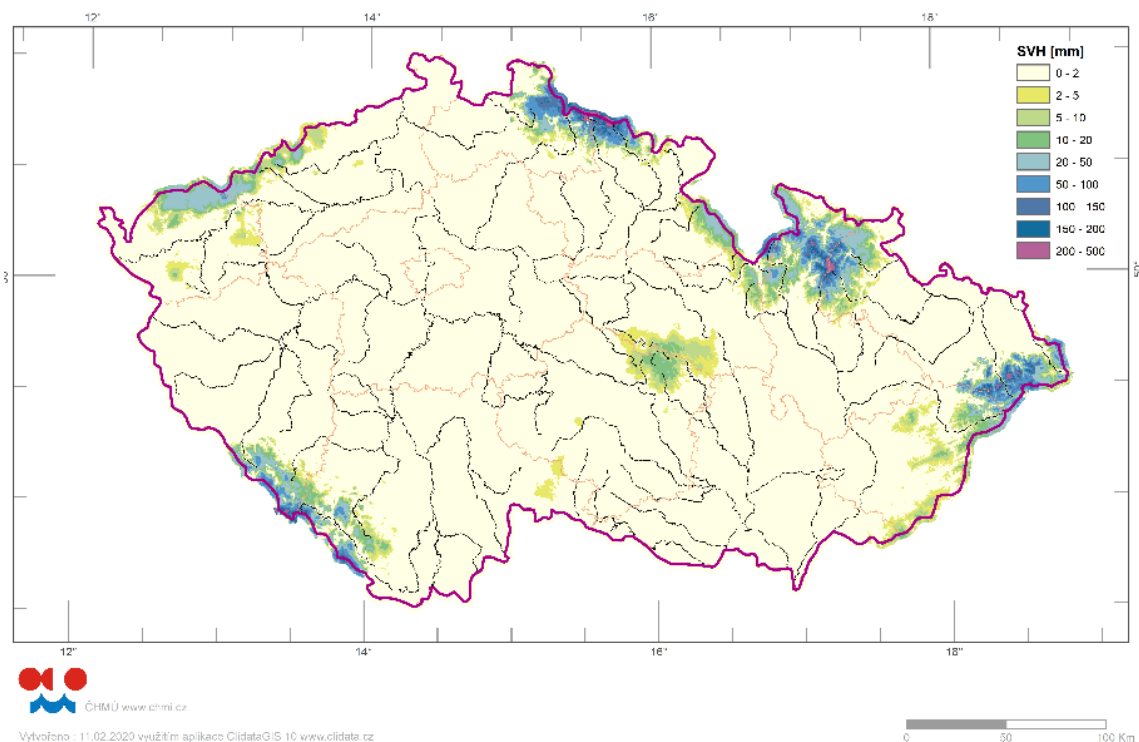 12° 14° 16° 18°
SVH [mm]
0 - 2
2 - 5
5 - 10
10 - 20
20 - 50
50 - 100
100 - 150
150 - 200
200 - 500
50°
12° 14° 16° 18°
ČHMÚ www.chmi.cz
Vytvořeno : 11.02.2020 využitím aplikace ClidataGIS 10 www.clidata.cz
0 50 100 Km